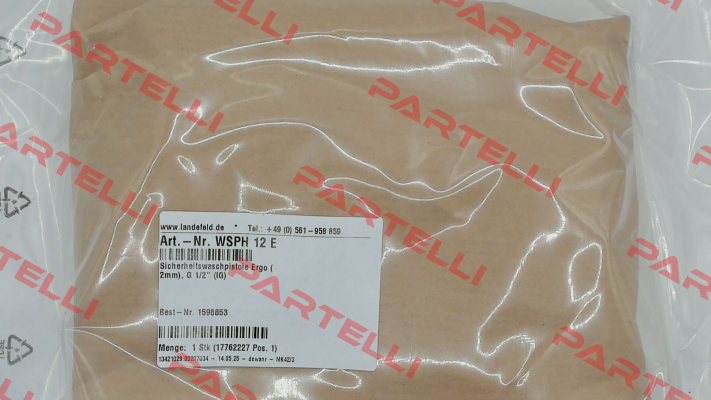 PARTELLI
PARTELLI
PARTELLI
PARTELLI
PARTELLI
PARTELLI
PARTELLI
PARTELLI
PARTELLI
www.landefeld.de * Tel.: +49 (0) 561-958 859
Art.-Nr. WSPH 12 E
Sicherheitswaschpistole Ergo (
2mm), G 1/2" (IG)
Best-Nr. 1598853
Menge: 1 Stk (17762227 Pos. 1)